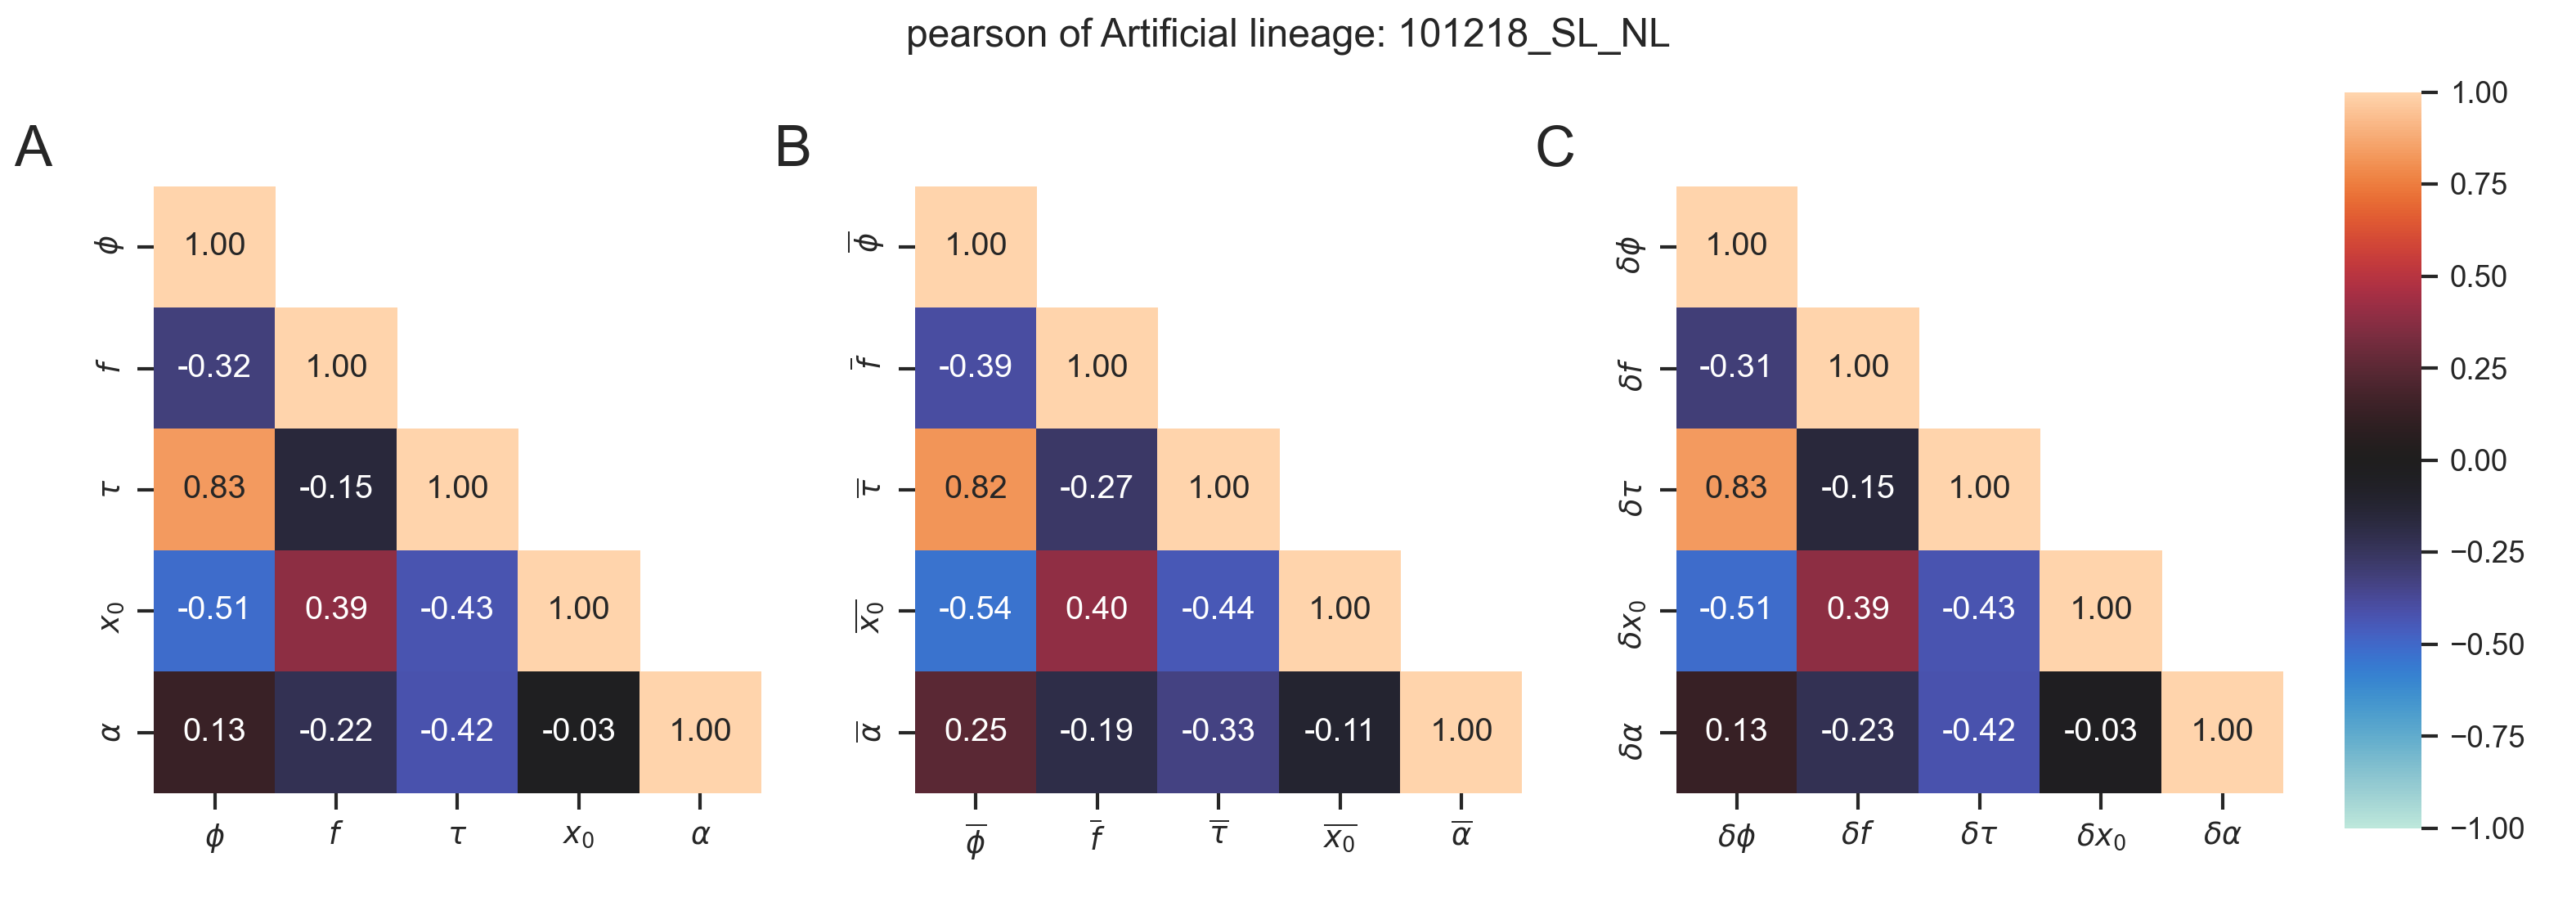 pearson of Artificial lineage: 101218_SL_NL
A
ϕ 1.00
f -0.32 1.00
τ 0.83 -0.15 1.00
x₀ -0.51 0.39 -0.43 1.00
α 0.13 -0.22 -0.42 -0.03 1.00
ϕ f τ x₀ α
B
ϕ̅ 1.00
f̅ -0.39 1.00
τ̅ 0.82 -0.27 1.00
x̅₀̅ -0.54 0.40 -0.44 1.00
α̅ 0.25 -0.19 -0.33 -0.11 1.00
ϕ̅ f̅ τ̅ x̅₀̅ α̅
C
δϕ 1.00
δf -0.31 1.00
δτ 0.83 -0.15 1.00
δx₀ -0.51 0.39 -0.43 1.00
δα 0.13 -0.23 -0.42 -0.03 1.00
δϕ δf δτ δx₀ δα
1.00
0.75
0.50
0.25
0.00
−0.25
−0.50
−0.75
−1.00